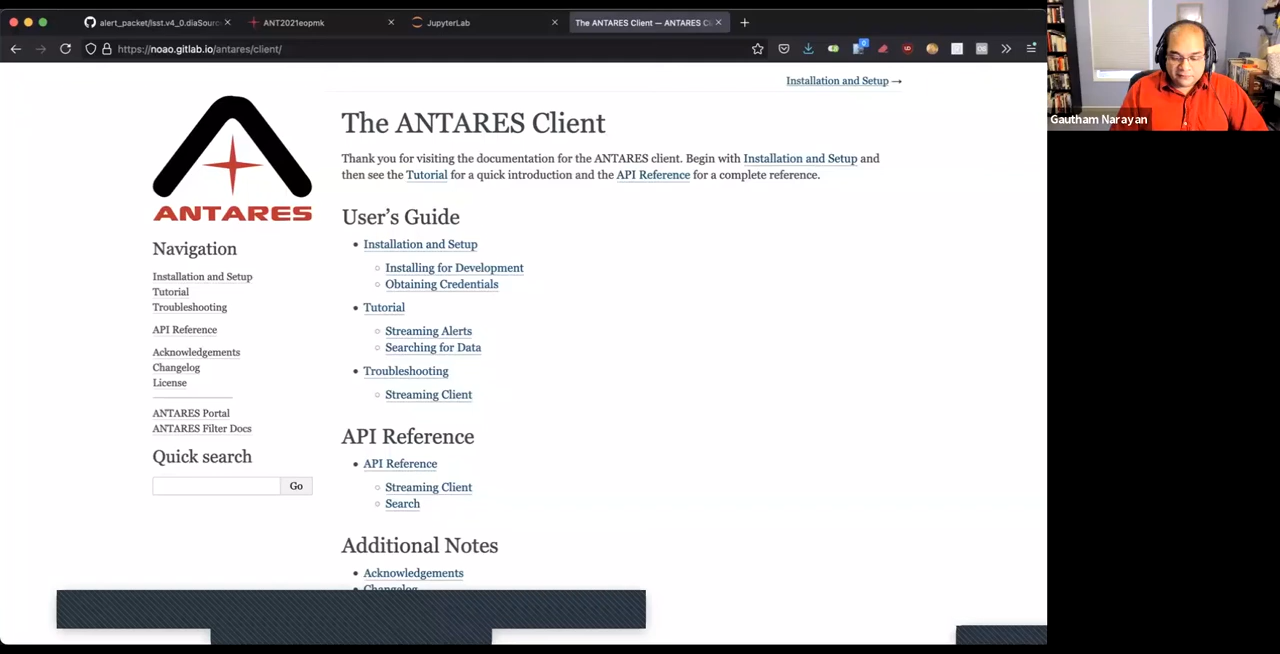 alert_packet/lsst.v4_0.diaSourc
ANT2021eopmk
JupyterLab
The ANTARES Client — ANTARES Cl
https://noao.gitlab.io/antares/client/
Gautham Narayan
Installation and Setup →
ANTARES
Navigation
Installation and Setup
Tutorial
Troubleshooting
API Reference
Acknowledgements
Changelog
License
ANTARES Portal
ANTARES Filter Docs
Quick search
Go
The ANTARES Client
Thank you for visiting the documentation for the ANTARES client. Begin with Installation and Setup and
then see the Tutorial for a quick introduction and the API Reference for a complete reference.
User’s Guide
• Installation and Setup
○ Installing for Development
○ Obtaining Credentials
• Tutorial
○ Streaming Alerts
○ Searching for Data
• Troubleshooting
○ Streaming Client
API Reference
• API Reference
○ Streaming Client
○ Search
Additional Notes
• Acknowledgements
• Changelog